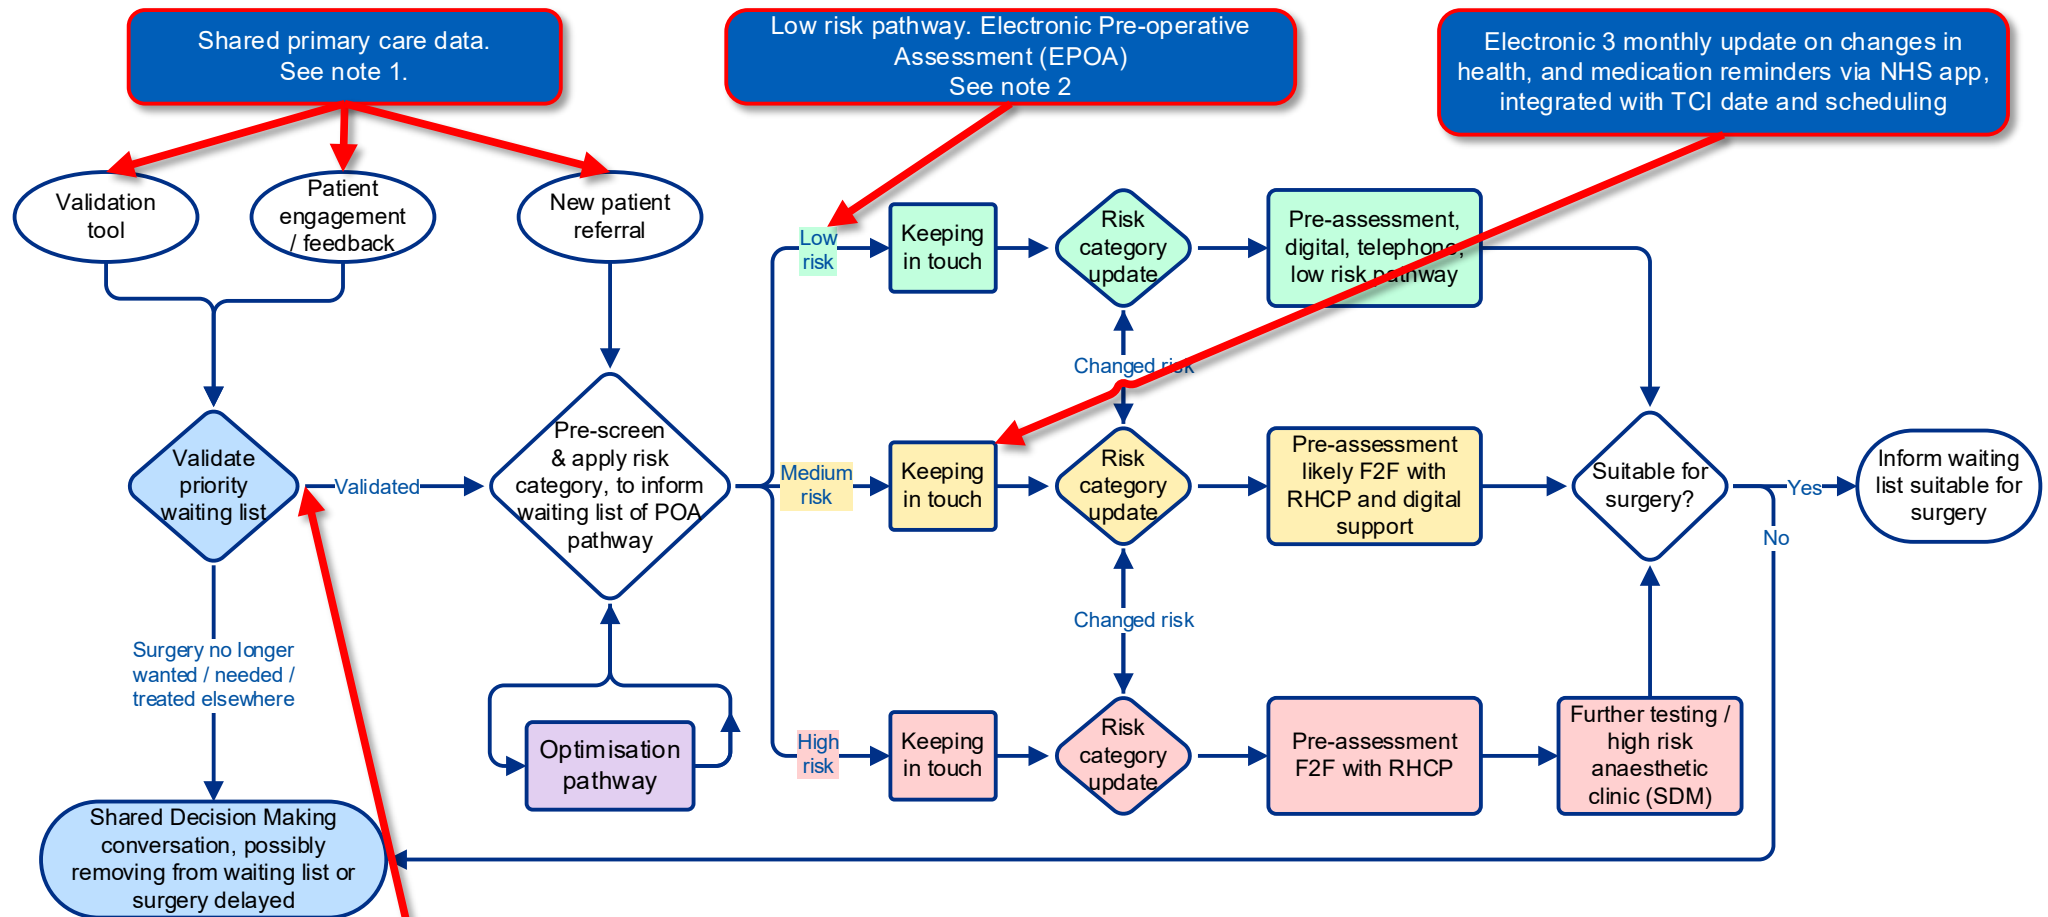 Shared primary care data.
See note 1.
Low risk pathway. Electronic Pre-operative
Assessment (EPOA)
See note 2
Electronic 3 monthly update on changes in
health, and medication reminders via NHS app,
integrated with TCI date and scheduling
Validation
tool
Patient
engagement
/ feedback
New patient
referral
Low
risk
Keeping
in touch
Risk
category
update
Pre-assessment,
digital, telephone,
low risk pathway
Changed risk
Validate
priority
waiting list
Validated
Pre-screen
& apply risk
category, to inform
waiting list of POA
pathway
Medium
risk
Keeping
in touch
Risk
category
update
Pre-assessment
likely F2F with
RHCP and digital
support
Suitable for
surgery?
Yes
No
Inform waiting
list suitable for
surgery
Changed risk
Surgery no longer
wanted / needed /
treated elsewhere
Optimisation
pathway
High
risk
Keeping
in touch
Risk
category
update
Pre-assessment
F2F with RHCP
Further testing /
high risk
anaesthetic
clinic (SDM)
Shared Decision Making
conversation, possibly
removing from waiting list or
surgery delayed